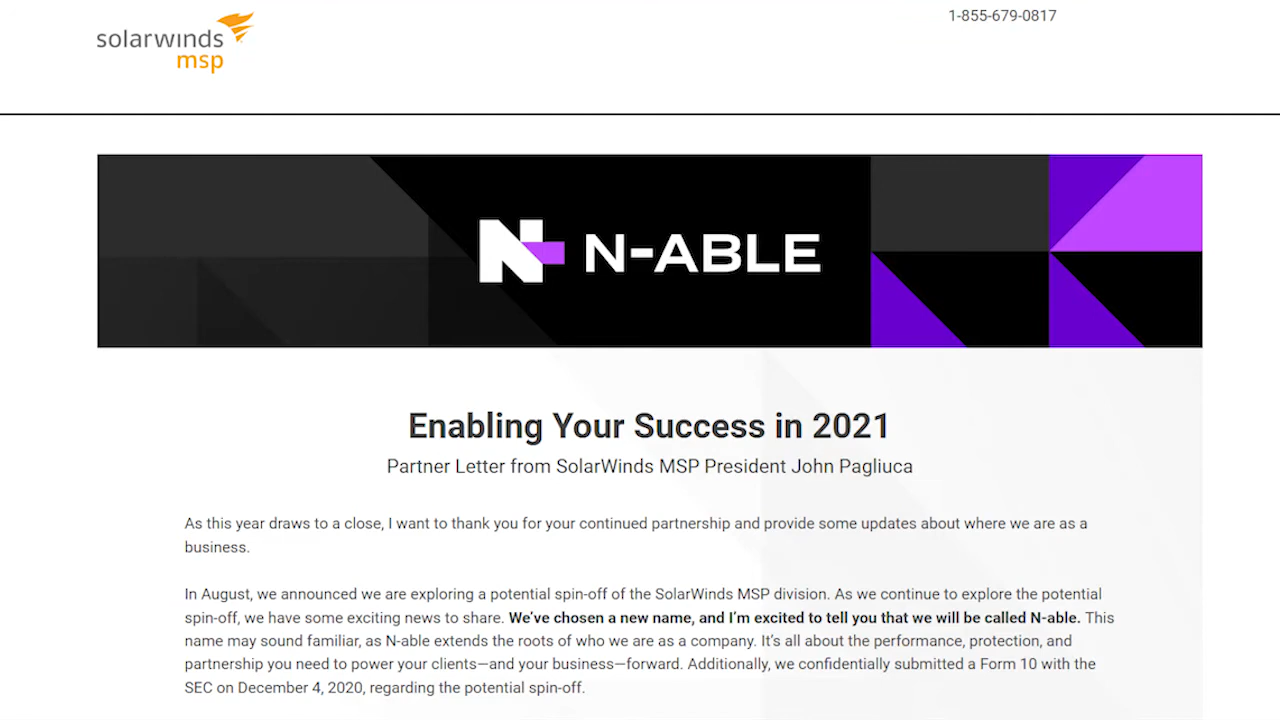 solarwinds
msp
1-855-679-0817
N-ABLE
Enabling Your Success in 2021
Partner Letter from SolarWinds MSP President John Pagliuca
As this year draws to a close, I want to thank you for your continued partnership and provide some updates about where we are as a
business.
In August, we announced we are exploring a potential spin-off of the SolarWinds MSP division. As we continue to explore the potential
spin-off, we have some exciting news to share. We’ve chosen a new name, and I’m excited to tell you that we will be called N-able. This
name may sound familiar, as N-able extends the roots of who we are as a company. It’s all about the performance, protection, and
partnership you need to power your clients—and your business—forward. Additionally, we confidentially submitted a Form 10 with the
SEC on December 4, 2020, regarding the potential spin-off.